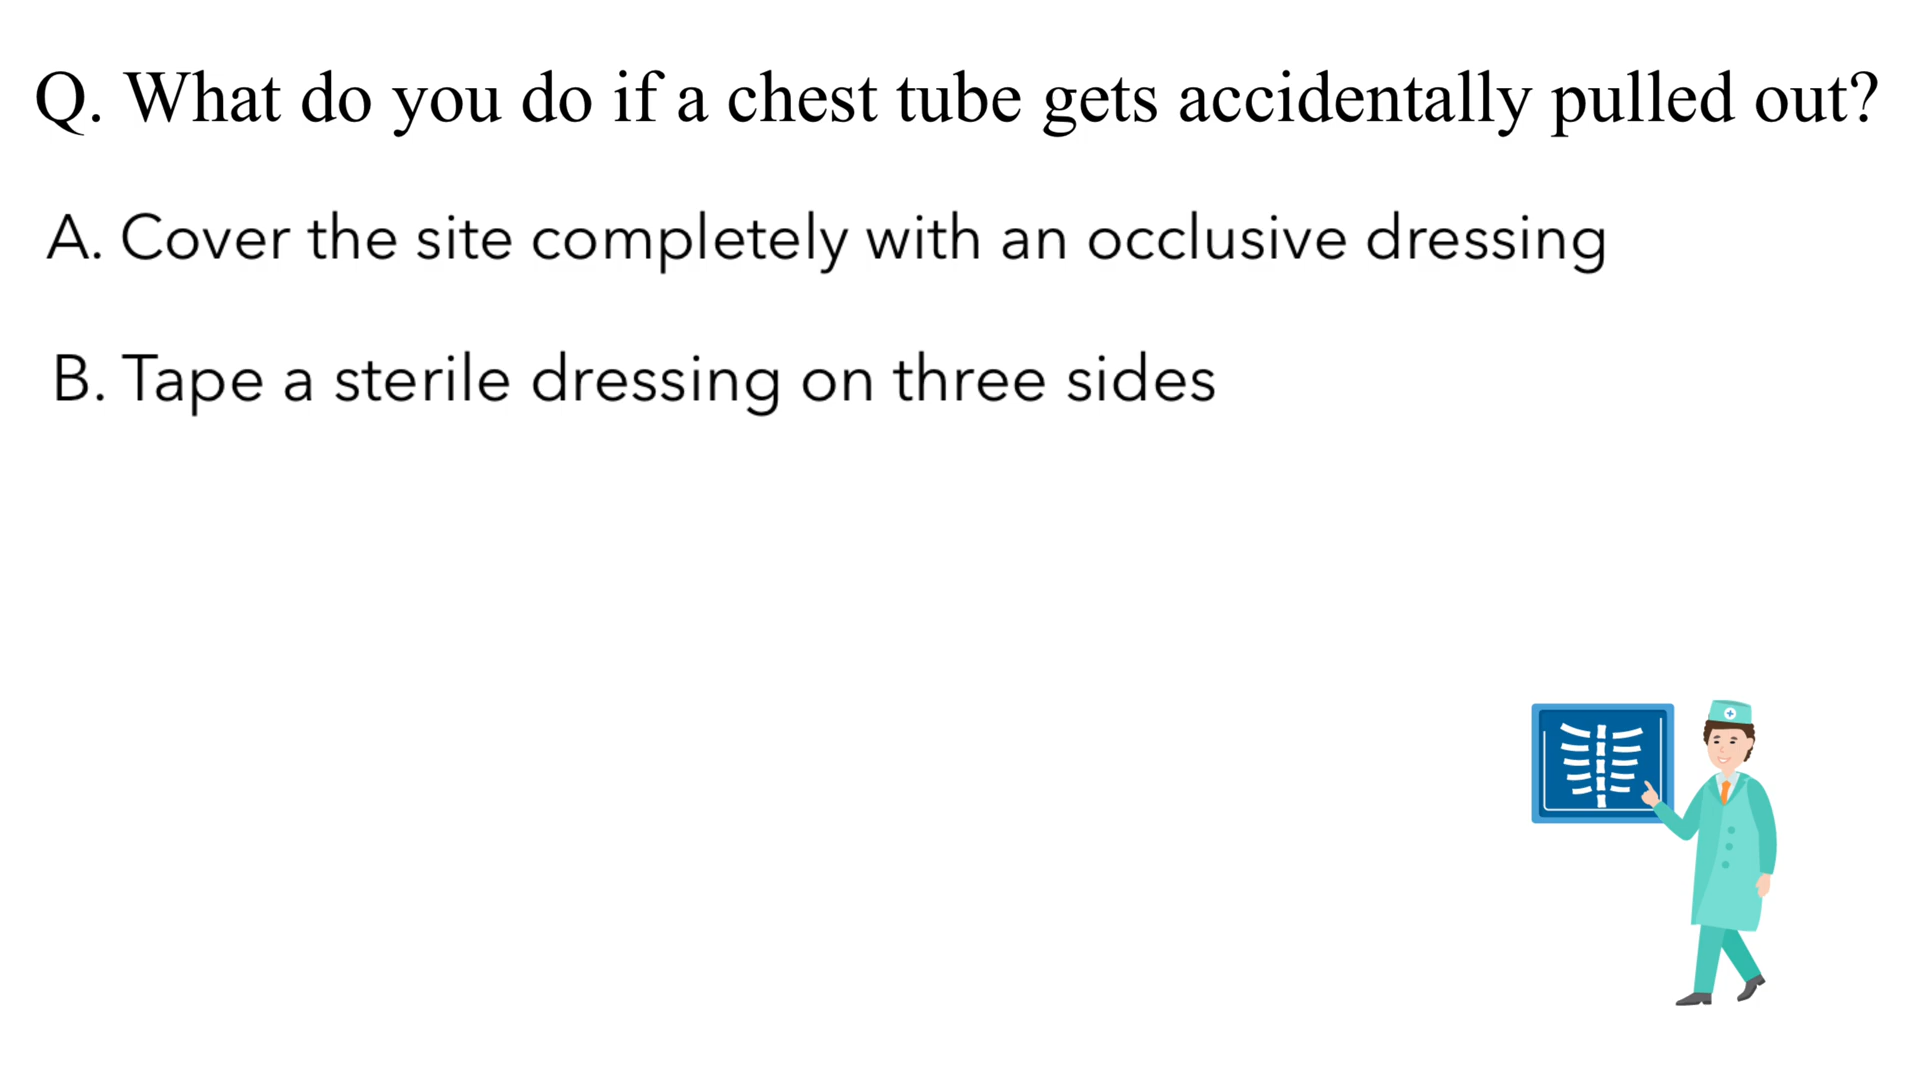 Q. What do you do if a chest tube gets accidentally pulled out?
A. Cover the site completely with an occlusive dressing
B. Tape a sterile dressing on three sides